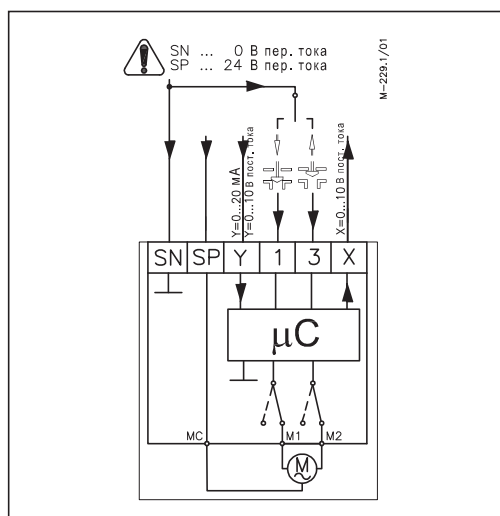 SN ... 0 В пер. тока
SP ... 24 В пер. тока
M-229.1/01
Y=0...20 мА
Y=0...10 В пост. тока
X=0...10 В пост. тока
SN SP Y 1 3 X
µC
MC M1 M2
M